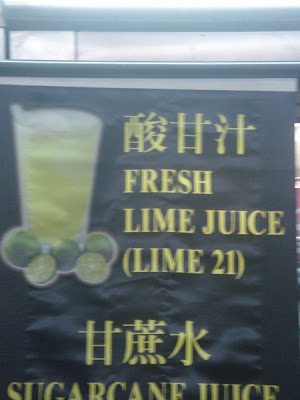 酸甘汁
FRESH
LIME JUICE
(LIME 21)
甘蔗水
SUGARCANE JUICE